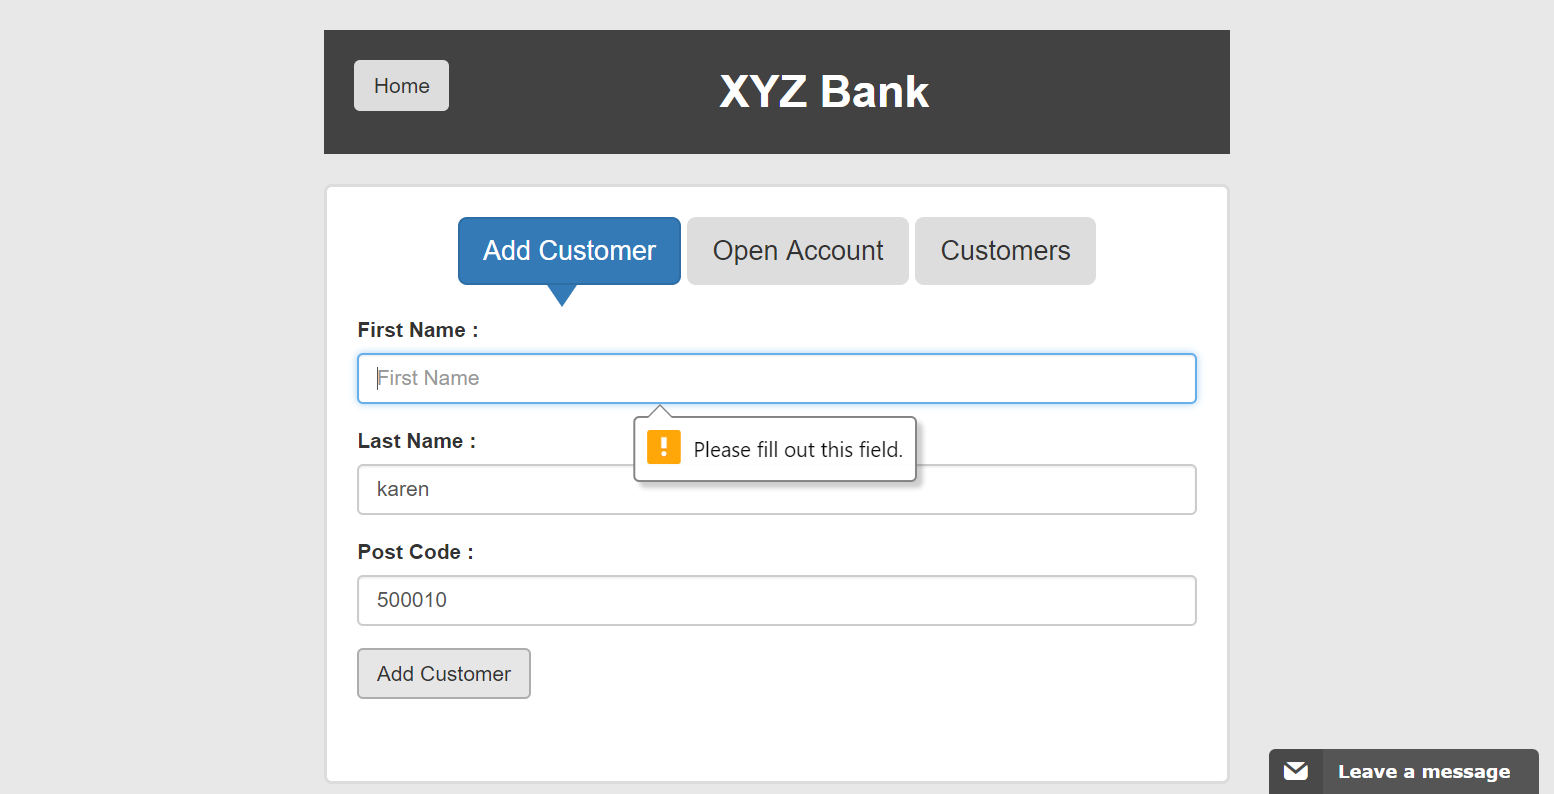 Home
XYZ Bank
Add Customer
Open Account
Customers
First Name :
First Name
Please fill out this field.
Last Name :
karen
Post Code :
500010
Add Customer
Leave a message